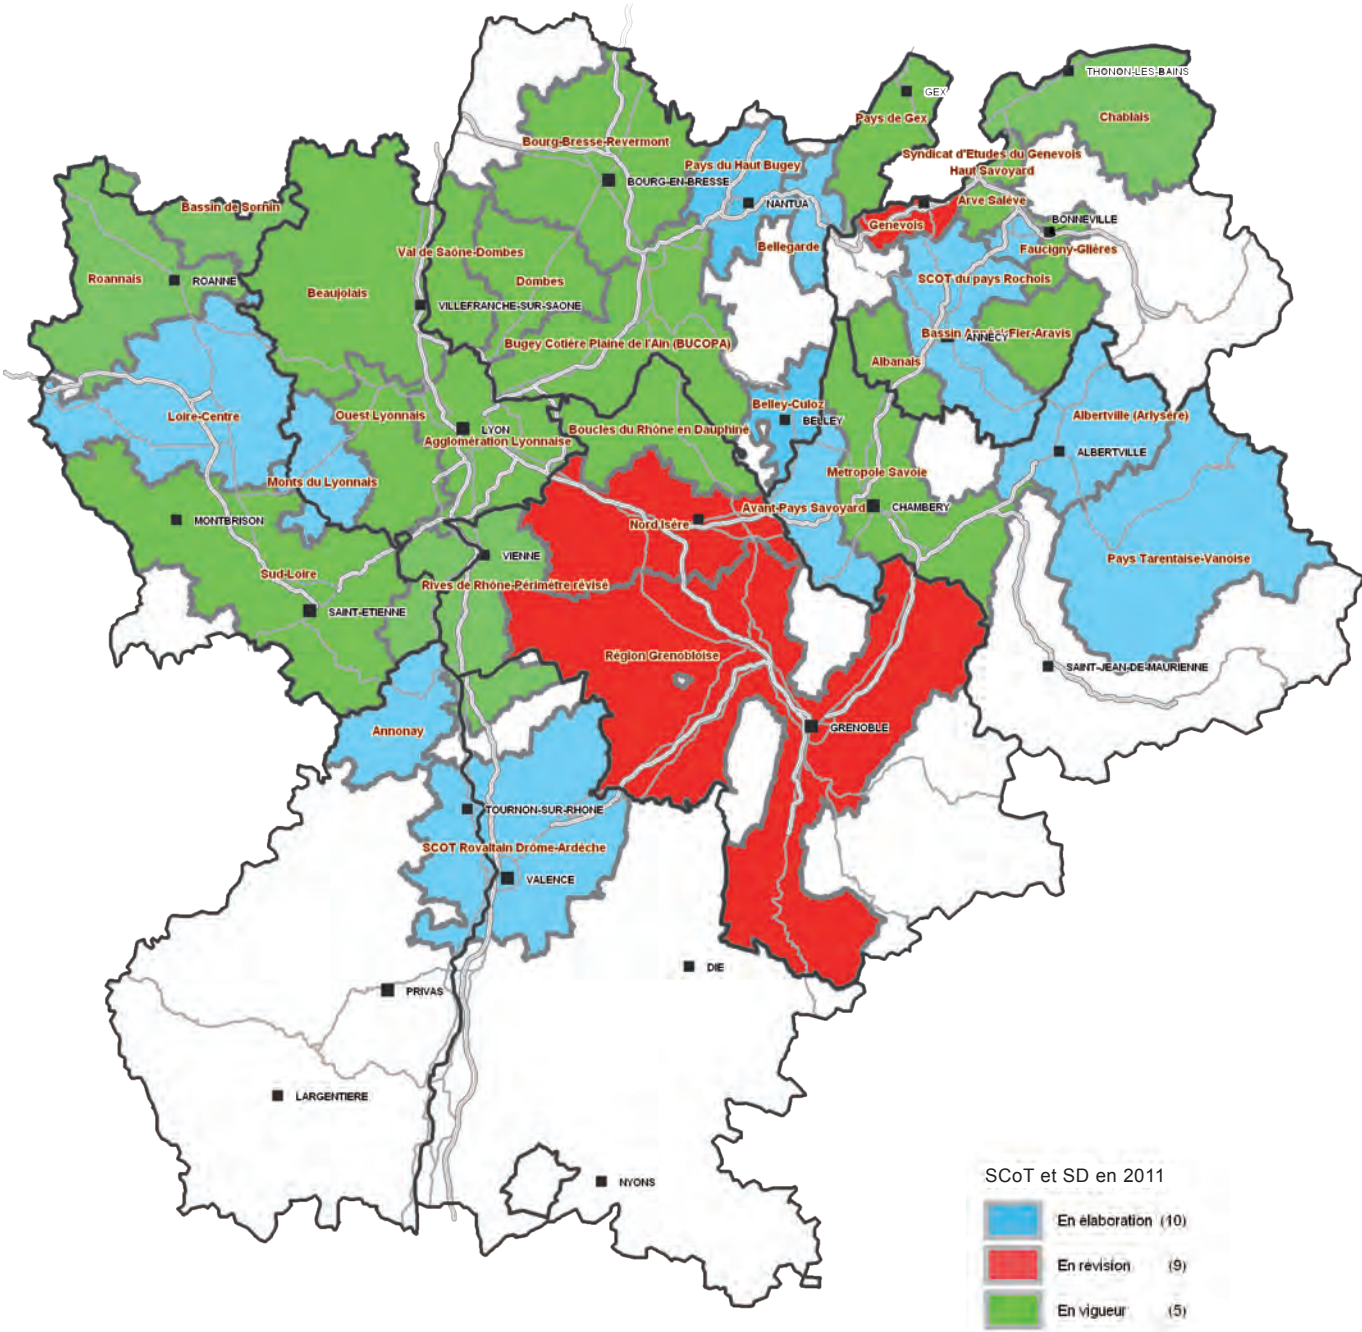 THONON-LES-BAINS
GEX
Chablais
Pays de Gex
Bourg-Bresse-Revermont
Syndicat d'Etudes du Genevois
Haut Savoyard
Pays du Haut Bugey
BOURG-EN-BRESSE
NANTUA
Arve Salève
Bassin de Sornin
BONNEVILLE
Genevois
Bellegarde
Faucigny-Glières
Val de Saône-Dombes
Roannais
ROANNE
Dombes
SCOT du pays Rochois
Beaujolais
VILLEFRANCHE-SUR-SAONE
Bassin
Fier-Aravis
ANNECY
Bugey Cotière Plaine de l'Ain (BUCOPA)
Albanais
Belley-Culoz
Loire-Centre
Ouest Lyonnais
Albertville (Arlysère)
BELLEY
LYON
Boucles du Rhône en Dauphiné
Agglomération Lyonnaise
ALBERTVILLE
Metropole Savoie
Monts du Lyonnais
Avant-Pays Savoyard
CHAMBERY
MONTBRISON
Nord Isère
VIENNE
Pays Tarentaise-Vanoise
Sud-Loire
Rives de Rhône-Périmètre révisé
SAINT-ETIENNE
Région Grenobloise
SAINT-JEAN-DE-MAURIENNE
Annonay
GRENOBLE
TOURNON-SUR-RHONE
SCOT Rovaltain Drôme-Ardèche
VALENCE
DIE
PRIVAS
LARGENTIERE
NYONS
SCoT et SD en 2011
En élaboration (10)
En révision (9)
En vigueur (5)